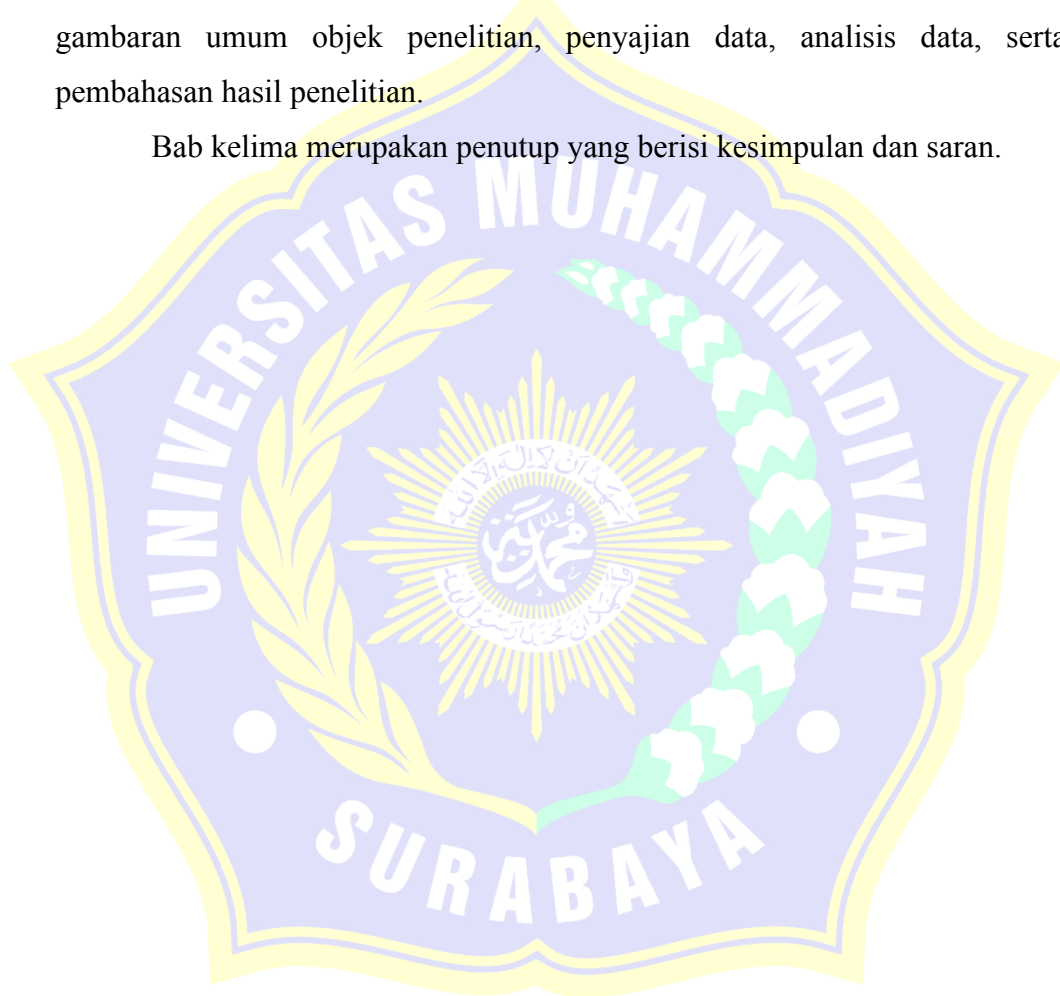 gambaran umum objek penelitian, penyajian data, analisis data, serta
pembahasan hasil penelitian.
Bab kelima merupakan penutup yang berisi kesimpulan dan saran.
UNIVERSITAS MUHAMMADIYAH
SURABAYA